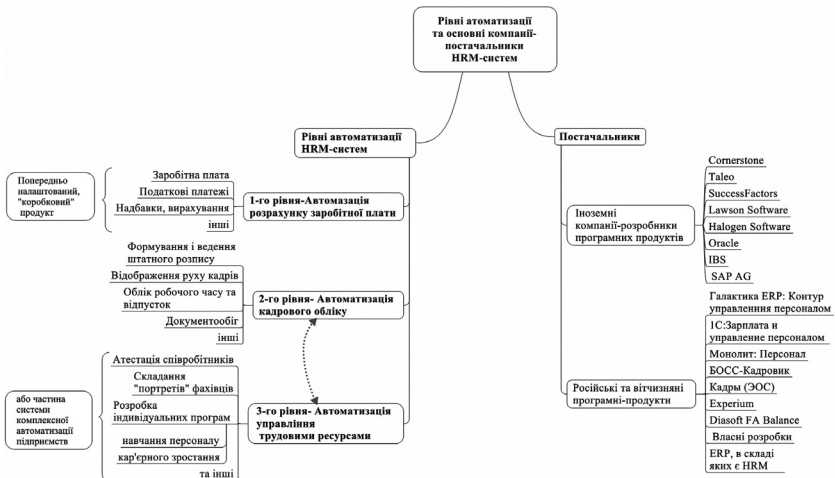 Рівні атоматизації
та основні компанії-
постачальники
HRM-систем
Рівні автоматизації
HRM-систем
Постачальники
Попередньо
налаштований,
"коробковий"
продукт
Заробітна плата
Податкові платежі
Надбавки, вирахування
інші
1-го рівня-Автомазація
розрахунку заробітної плати
Формування і ведення
штатного розпису
Відображення руху кадрів
Облік робочого часу та
відпусток
Документообіг
інші
2-го рівня- Автоматизація
кадрового обліку
або частина
системи
комплексної
автоматизації
підприємств
Атестація співробітників
Складання
"портретів" фахівців
Розробка
індивідуальних програм
навчання персоналу
кар'єрного зростання
та інші
3-го рівня- Автоматизація
управління
трудовими ресурсами
Іноземні
компанії-розробники
програмних продуктів
Cornerstone
Taleo
SuccessFactors
Lawson Software
Halogen Software
Oracle
IBS
SAP AG
Російські та вітчизняні
програмні-продукти
Галактика ERP: Контур
управленння персоналом
1С:Зарплата и
управление персоналом
Монолит: Персонал
БОСС-Кадровик
Кадры (ЭОС)
Experium
Diasoft FA Balance
Власні розробки
ERP, в складі
яких є HRM